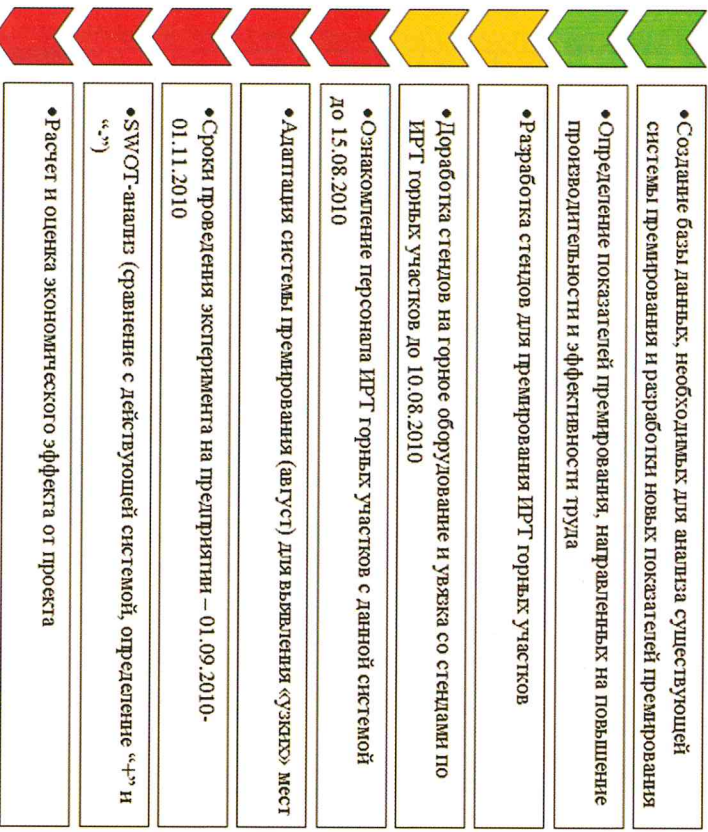 •Создание базы данных, необходимых для анализа существующей
системы премирования и разработки новых показателей премирования
•Определение показателей премирования, направленных на повышение
производительности и эффективности труда
•Разработка стендов для премирования ИРТ горных участков
•Доработка стендов на горное оборудование и увязка со стендами по
ИРТ горных участков до 10.08.2010
•Ознакомление персонала ИРТ горных участков с данной системой
до 15.08.2010
•Адаптация системы премирования (август) для выявления «узких» мест
•Сроки проведения эксперимента на предприятии – 01.09.2010-
01.11.2010
•SWOT-анализ (сравнение с действующей системой, определение “+” и
“-”)
•Расчет и оценка экономического эффекта от проекта